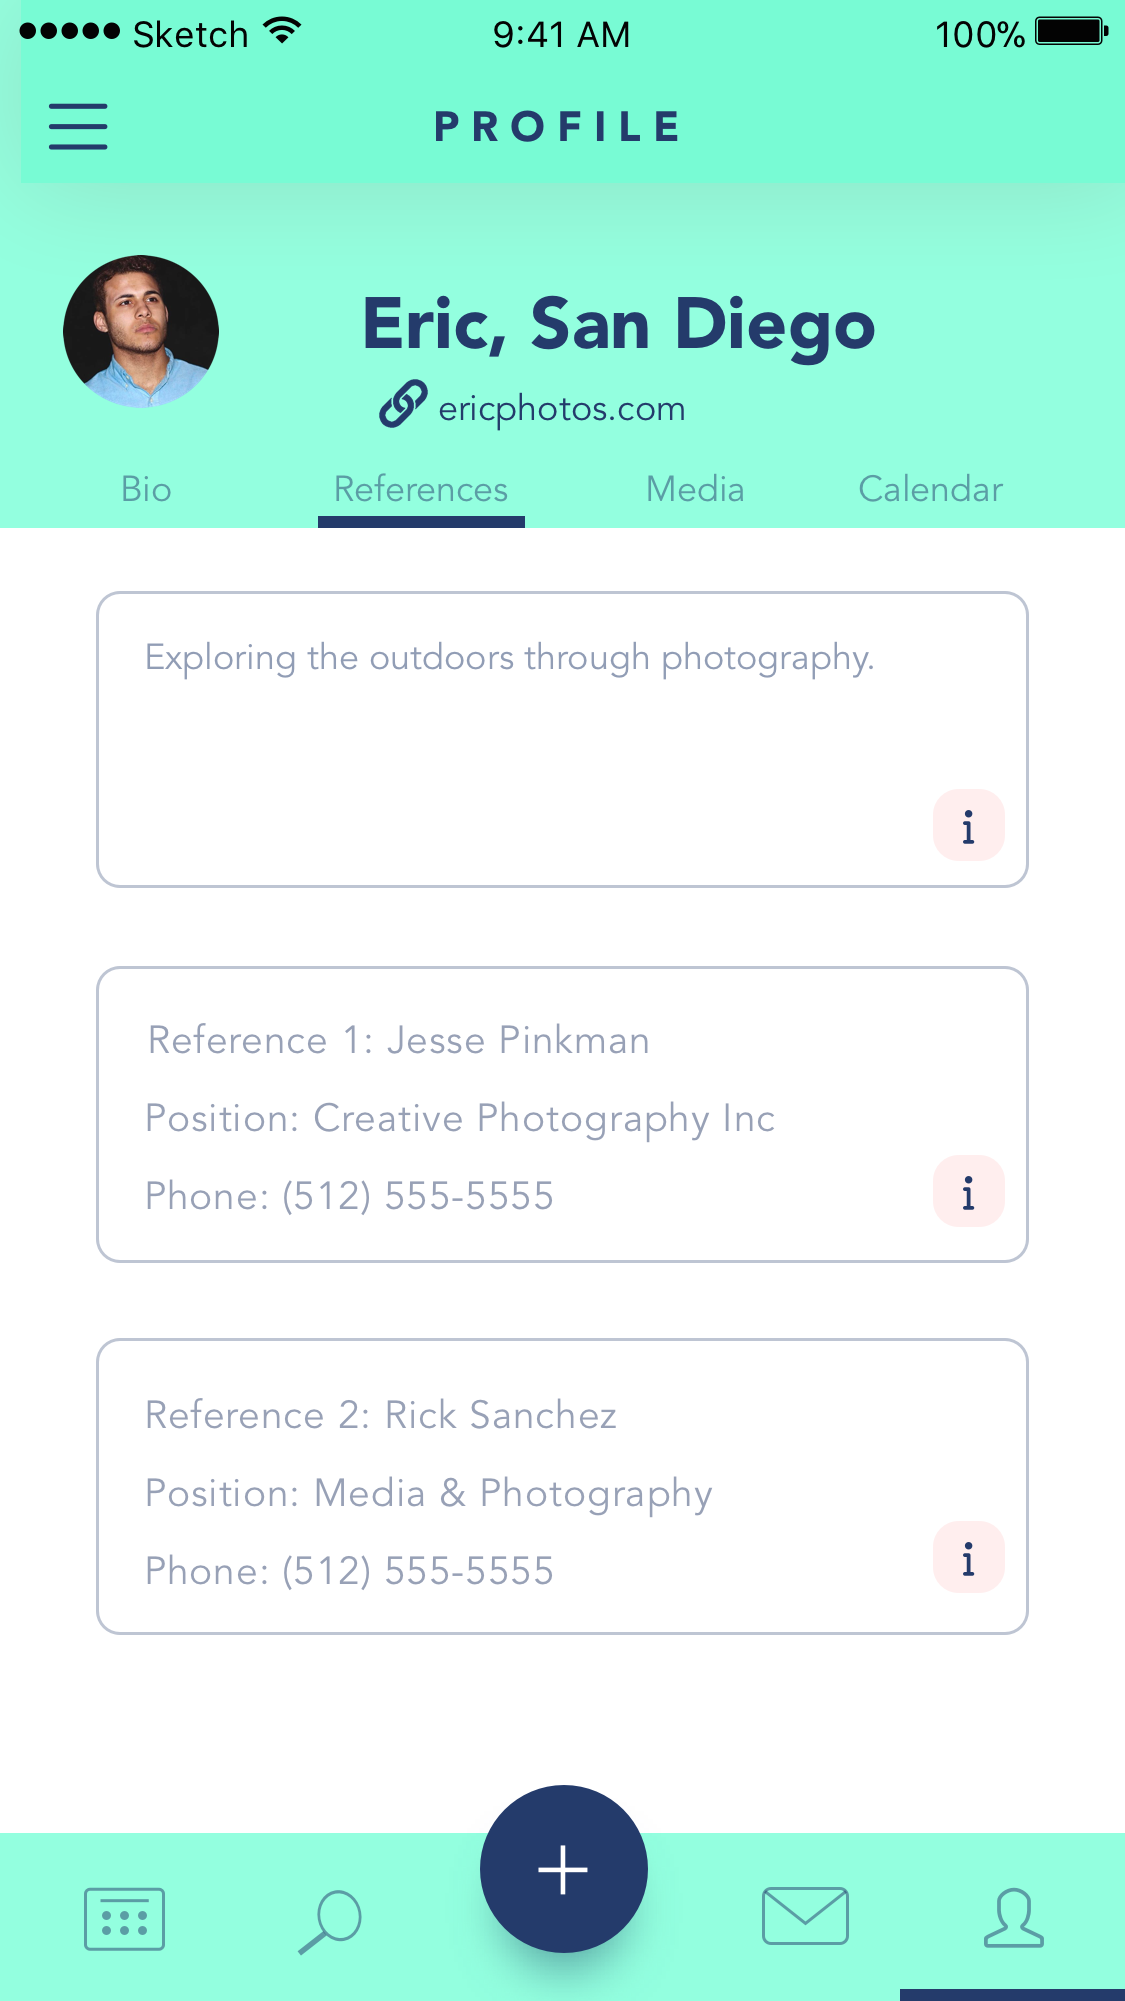 Sketch 9:41 AM 100%
PROFILE
Eric, San Diego
ericphotos.com
Bio References Media Calendar
Exploring the outdoors through photography.
i
Reference 1: Jesse Pinkman
Position: Creative Photography Inc
Phone: (512) 555-5555
i
Reference 2: Rick Sanchez
Position: Media & Photography
Phone: (512) 555-5555
i